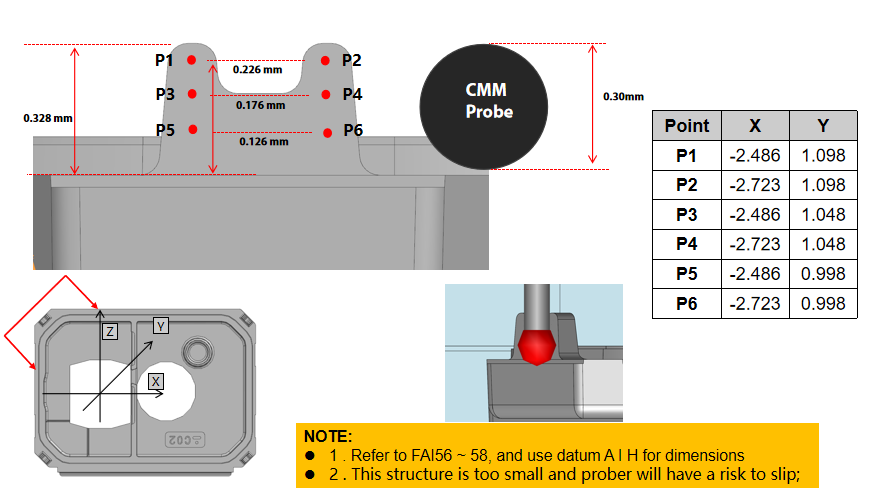 P1
P2
0.226 mm
P3
P4
0.176 mm
P5
P6
0.126 mm
0.328 mm
CMM
Probe
0.30mm
Point X Y
P1 -2.486 1.098
P2 -2.723 1.098
P3 -2.486 1.048
P4 -2.723 1.048
P5 -2.486 0.998
P6 -2.723 0.998
Z
Y
X
C02
NOTE:
● 1 . Refer to FAI56 ~ 58, and use datum A I H for dimensions
● 2 . This structure is too small and prober will have a risk to slip;